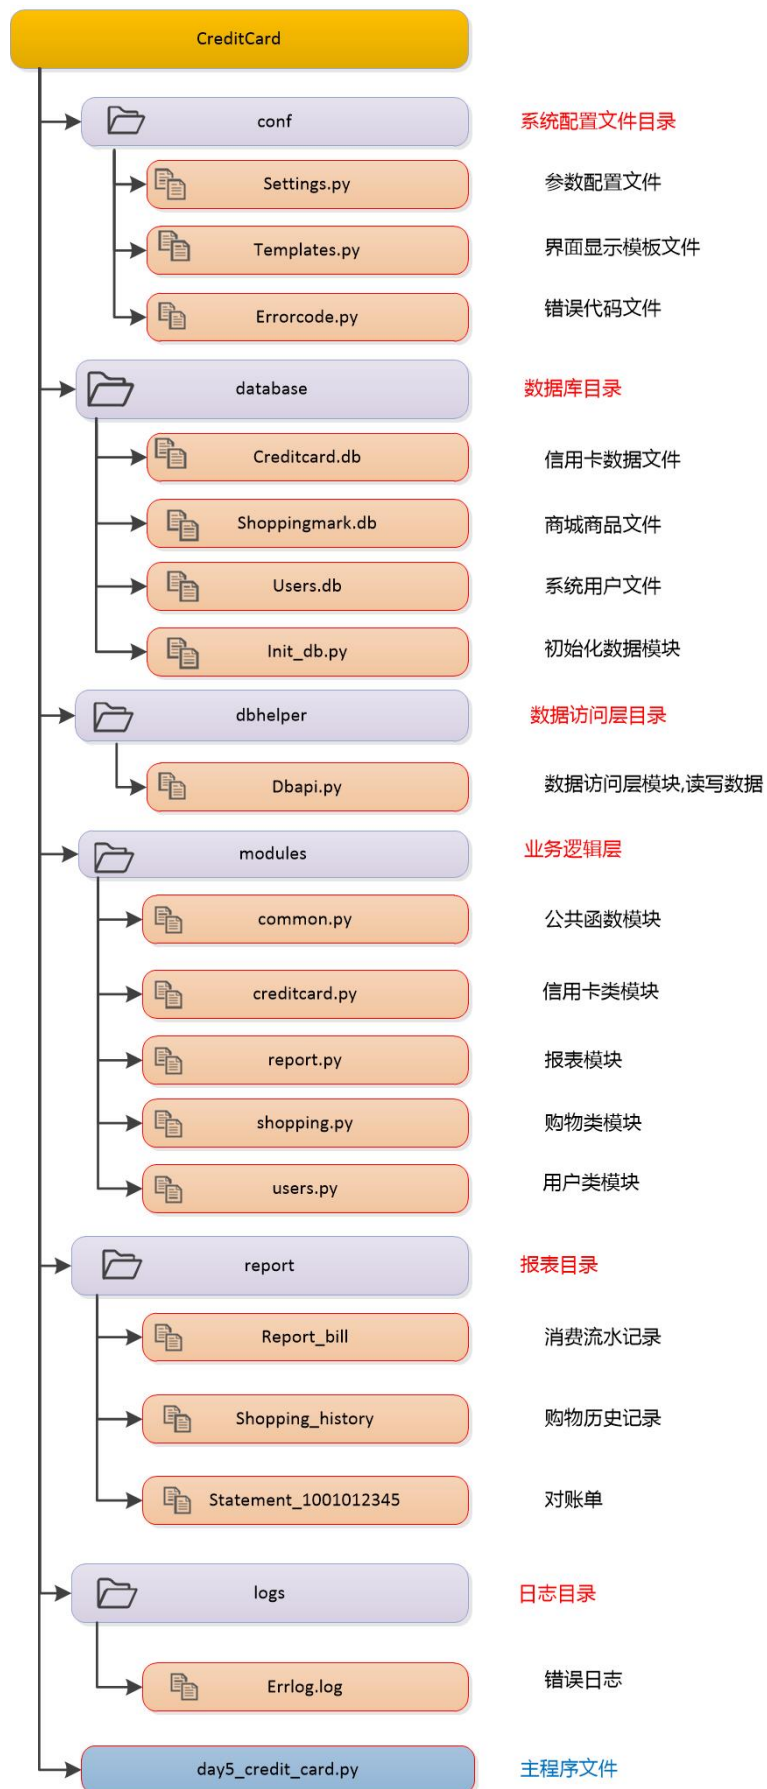 CreditCard
conf 系统配置文件目录
Settings.py 参数配置文件
Templates.py 界面显示模板文件
Errorcode.py 错误代码文件
database 数据库目录
Creditcard.db 信用卡数据文件
Shoppingmark.db 商城商品文件
Users.db 系统用户文件
Init_db.py 初始化数据模块
dbhelper 数据访问层目录
Dbapi.py 数据访问层模块,读写数据
modules 业务逻辑层
common.py 公共函数模块
creditcard.py 信用卡类模块
report.py 报表模块
shopping.py 购物类模块
users.py 用户类模块
report 报表目录
Report_bill 消费流水记录
Shopping_history 购物历史记录
Statement_1001012345 对账单
logs 日志目录
Errlog.log 错误日志
day5_credit_card.py 主程序文件